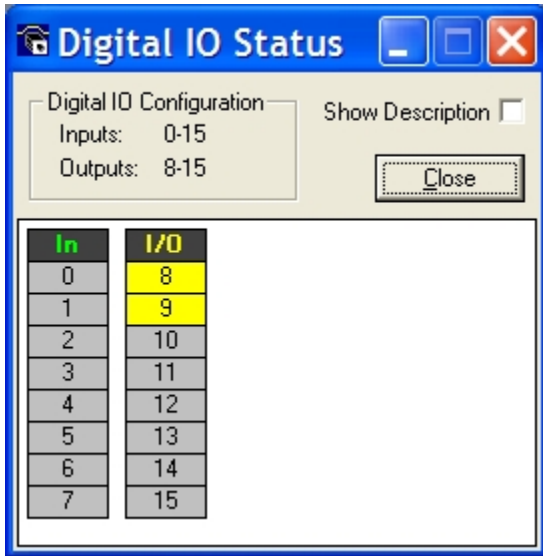 Digital IO Status
Digital IO Configuration
Inputs: 0-15
Outputs: 8-15
Show Description
Close
In I/O
0 8
1 9
2 10
3 11
4 12
5 13
6 14
7 15